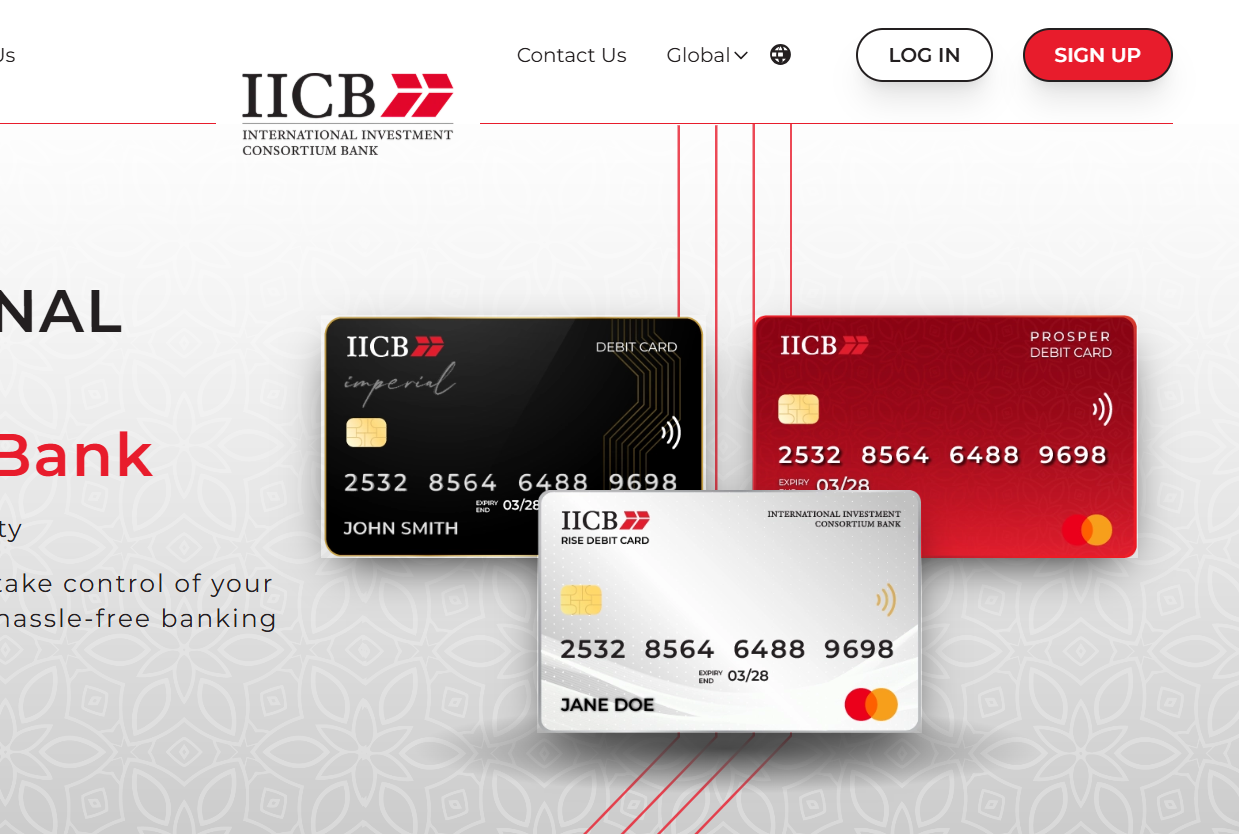 Us
Contact Us
Global
LOG IN
SIGN UP
IICB
INTERNATIONAL INVESTMENT
CONSORTIUM BANK
NAL
Bank
ty
take control of your
hassle-free banking
IICB
DEBIT CARD
imperial
2532 8564 6488 9698
EXPIRY
END
03/28
JOHN SMITH
IICB
PROSPER
DEBIT CARD
2532 8564 6488 9698
EXPIRY
END
03/28
IICB
RISE DEBIT CARD
INTERNATIONAL INVESTMENT
CONSORTIUM BANK
2532 8564 6488 9698
EXPIRY
END
03/28
JANE DOE